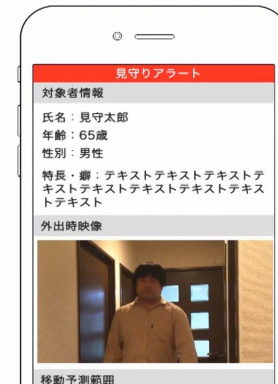 見守りアラート
対象者情報
氏名：見守太郎
年齢：65歳
性別：男性
特長・癖：テキストテキストテキストテ
キストテキストテキストテキストテキス
トテキスト
外出時映像
移動予測範囲